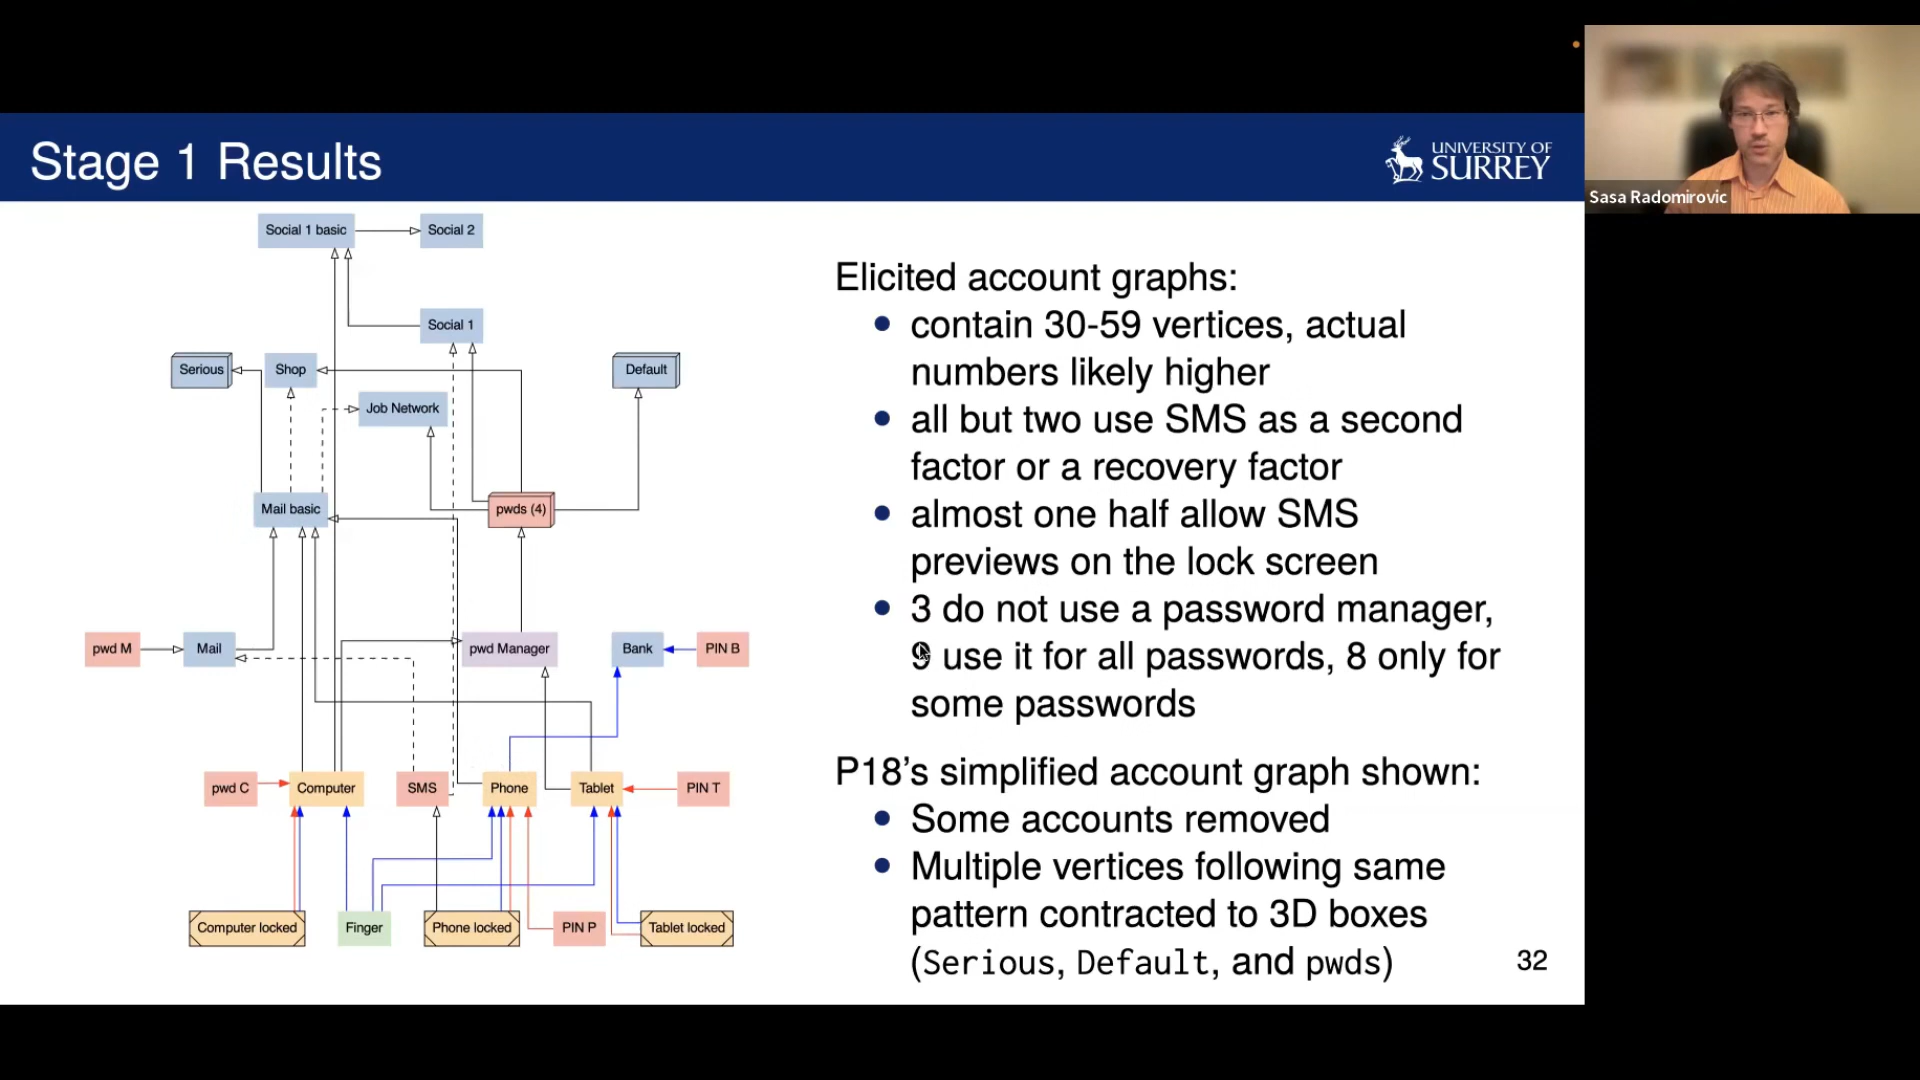 Stage 1 Results
UNIVERSITY OF
SURREY
Sasa Radomirovic
Social 1 basic
Social 2
Social 1
Serious
Shop
Default
Job Network
Mail basic
pwds (4)
pwd M
Mail
pwd Manager
Bank
PIN B
pwd C
Computer
SMS
Phone
Tablet
PIN T
Computer locked
Finger
Phone locked
PIN P
Tablet locked
Elicited account graphs:
• contain 30-59 vertices, actual
numbers likely higher
• all but two use SMS as a second
factor or a recovery factor
• almost one half allow SMS
previews on the lock screen
• 3 do not use a password manager,
9 use it for all passwords, 8 only for
some passwords
P18’s simplified account graph shown:
• Some accounts removed
• Multiple vertices following same
pattern contracted to 3D boxes
(Serious, Default, and pwds)
32